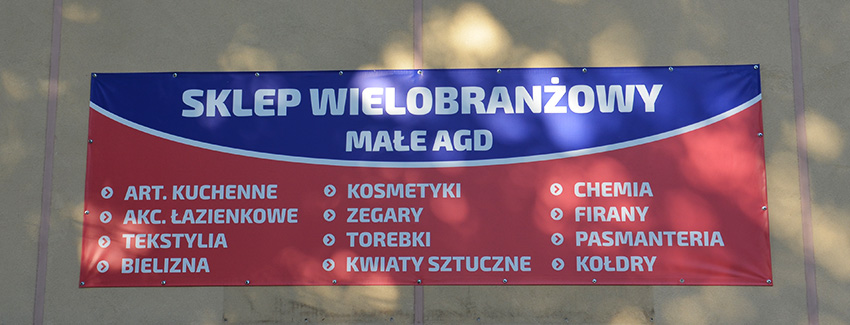 SKLEP WIELOBRANŻOWY
MAŁE AGD
ART. KUCHENNE
AKC. ŁAZIENKOWE
TEKSTYLIA
BIELIZNA
KOSMETYKI
ZEGARY
TOREBKI
KWIATY SZTUCZNE
CHEMIA
FIRANY
PASMANTERIA
KOŁDRY